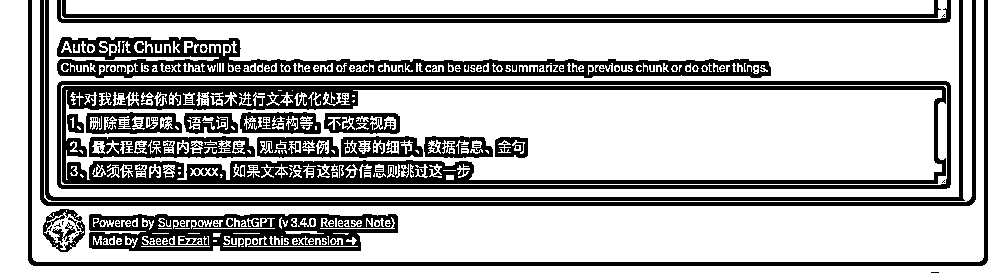 Auto Split Chunk Prompt
Chunk prompt is a text that will be added to the end of each chunk. It can be used to summarize the previous chunk or do other things.
针对我提供给你的直播话术进行文本优化处理：
1、删除重复啰嗦、语气词、梳理结构等，不改变视角
2、最大程度保留内容完整度、观点和举例、故事的细节、数据信息、金句
3、必须保留内容：xxxx，如果文本没有这部分信息则跳过这一步
Powered by Superpower ChatGPT (v 3.4.0 Release Note)
Made by Saeed Ezzati - Support this extension ➜